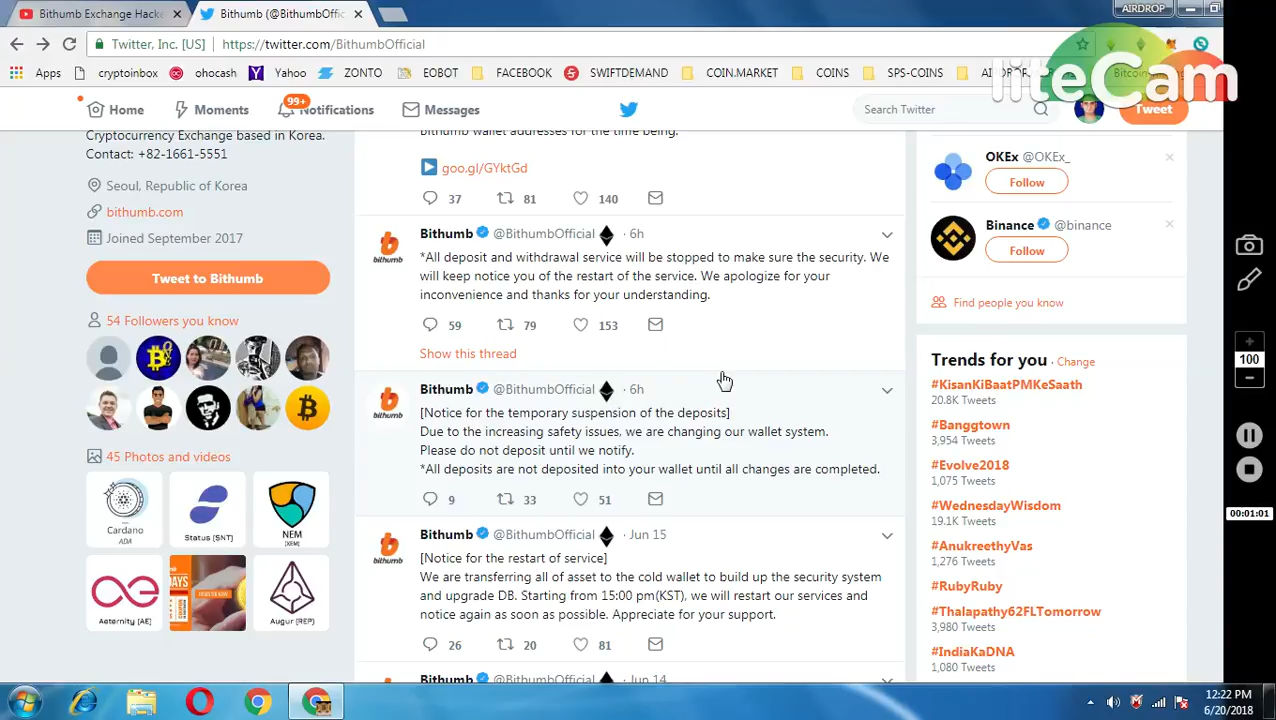 Bithumb Exchange Hacke
Bithumb (@BithumbOffic
AIRDROP
Twitter, Inc. [US]
https://twitter.com/BithumbOfficial
Apps
cryptoinbox
ohocash
Yahoo
ZONTO
EOBOT
FACEBOOK
SWIFTDEMAND
COIN.MARKET
COINS
SPS-COINS
liteCam
Home
Moments
99+
Notifications
Messages
Search Twitter
Tweet
Cryptocurrency Exchange based in Korea.
Contact: +82-1661-5551
Seoul, Republic of Korea
bithumb.com
Joined September 2017
Tweet to Bithumb
54 Followers you know
45 Photos and videos
Cardano
ADA
Status (SNT)
NEM
(XEM)
DAYS
Aeternity (AE)
Augur (REP)
Bithumb wallet addresses for the time being.
goo.gl/GYktGd
37 81 140
Bithumb @BithumbOfficial · 6h
bithumb
*All deposit and withdrawal service will be stopped to make sure the security. We
will keep notice you of the restart of the service. We apologize for your
inconvenience and thanks for your understanding.
59 79 153
Show this thread
Bithumb @BithumbOfficial · 6h
bithumb
[Notice for the temporary suspension of the deposits]
Due to the increasing safety issues, we are changing our wallet system.
Please do not deposit until we notify.
*All deposits are not deposited into your wallet until all changes are completed.
9 33 51
Bithumb @BithumbOfficial · Jun 15
bithumb
[Notice for the restart of service]
We are transferring all of asset to the cold wallet to build up the security system
and upgrade DB. Starting from 15:00 pm(KST), we will restart our services and
notice again as soon as possible. Appreciate for your support.
26 20 81
Bithumb @BithumbOfficial · Jun 14
OKEx @OKEx_
Follow
Binance @binance
Follow
Find people you know
Trends for you · Change
#KisanKiBaatPMKeSaath
20.8K Tweets
#Banggtown
3,954 Tweets
#Evolve2018
1,075 Tweets
#WednesdayWisdom
19.1K Tweets
#AnukreethyVas
1,276 Tweets
#RubyRuby
#Thalapathy62FLTomorrow
3,980 Tweets
#IndiaKaDNA
1,080 Tweets
100
00:01:01
12:22 PM
6/20/2018